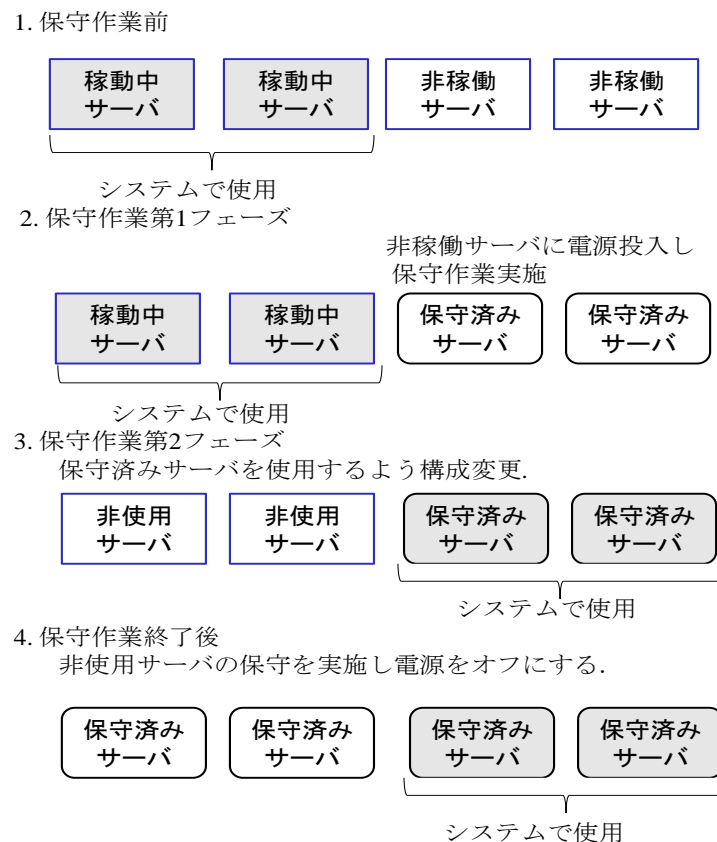 1. 保守作業前
稼動中 稼動中 非稼働 非稼働
サーバ サーバ サーバ サーバ
システムで使用
2. 保守作業第1フェーズ
非稼働サーバに電源投入し
保守作業実施
稼動中 稼動中 保守済み 保守済み
サーバ サーバ サーバ サーバ
システムで使用
3. 保守作業第2フェーズ
保守済みサーバを使用するよう構成変更.
非使用 非使用 保守済み 保守済み
サーバ サーバ サーバ サーバ
システムで使用
4. 保守作業終了後
非使用サーバの保守を実施し電源をオフにする.
保守済み 保守済み 保守済み 保守済み
サーバ サーバ サーバ サーバ
システムで使用